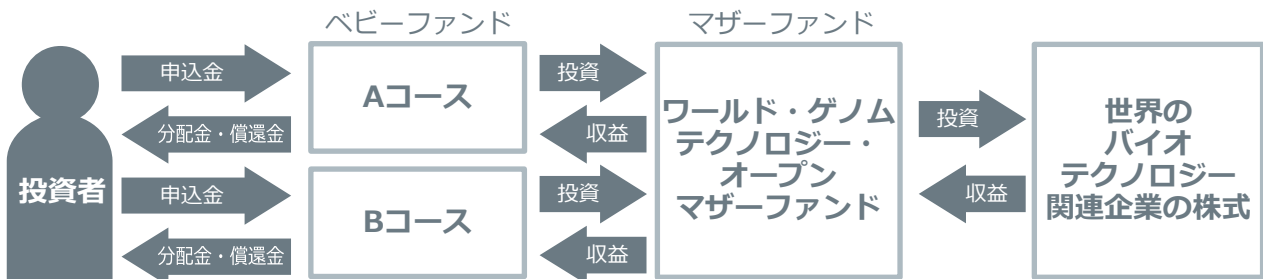 ベビーファンド
マザーファンド
投資者
申込金
分配金・償還金
申込金
分配金・償還金
Aコース
Bコース
投資
収益
投資
収益
ワールド・ゲノム
テクノロジー・
オープン
マザーファンド
投資
収益
世界の
バイオ
テクノロジー
関連企業の株式